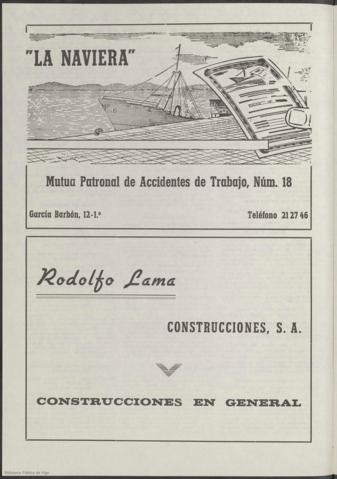 "LA NAVIERA"
Mutua Patronal de Accidentes de Trabajo, Núm. 18
García Barbón, 12-1.º
Teléfono 21 27 46
Rodolfo Lama
CONSTRUCCIONES, S. A.
CONSTRUCCIONES EN GENERAL
Biblioteca Pública de Vigo